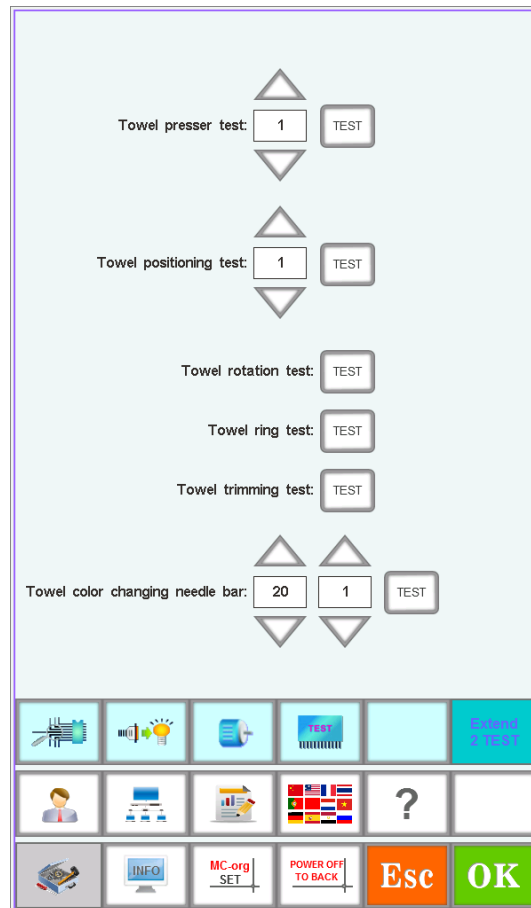 Towel presser test:
1
TEST
Towel positioning test:
1
TEST
Towel rotation test:
TEST
Towel ring test:
TEST
Towel trimming test:
TEST
Towel color changing needle bar:
20
1
TEST
TEST
Extend
2 TEST
?
.INFO
MC-org
SET
POWER OFF
TO BACK
Esc
OK